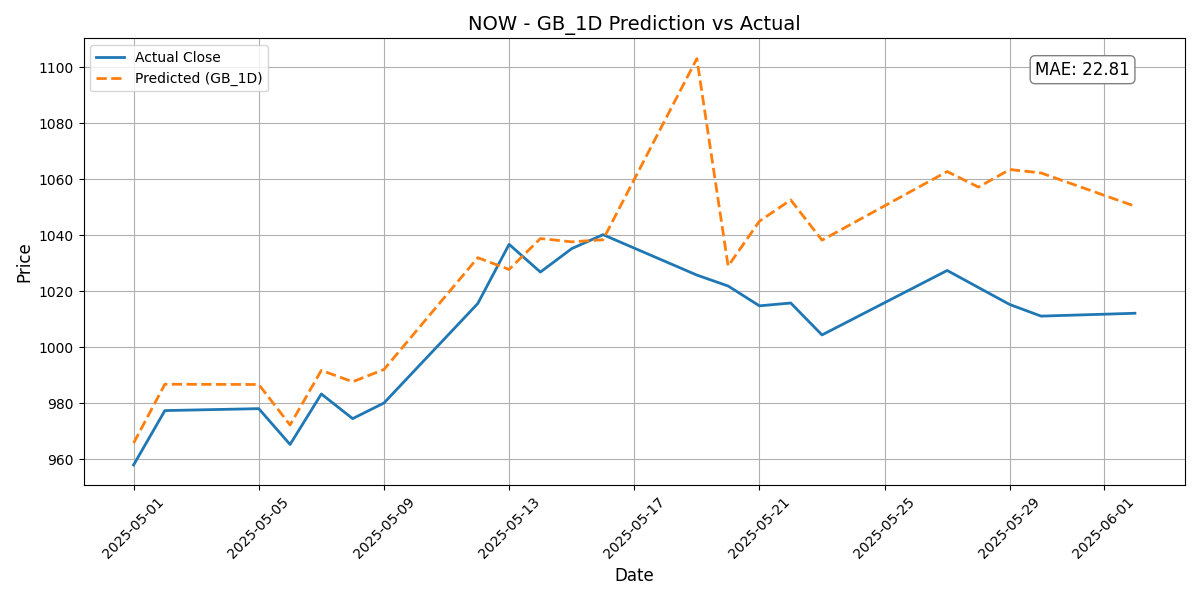 NOW - GB_1D Prediction vs Actual
Actual Close
Predicted (GB_1D)
MAE: 22.81
Price
1100
1080
1060
1040
1020
1000
980
960
2025-05-01
2025-05-05
2025-05-09
2025-05-13
2025-05-17
2025-05-21
2025-05-25
2025-05-29
2025-06-01
Date